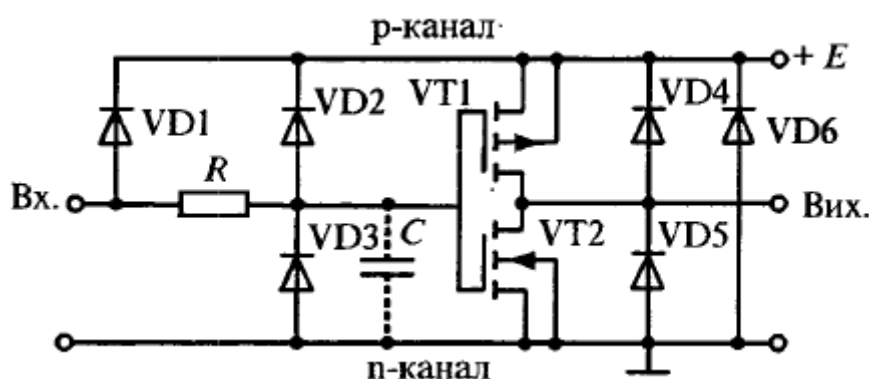 р-канал
+ E
VD1
VD2
VT1
VD4
VD6
Вх.
R
Вих.
VD3
C
VT2
VD5
n-канал